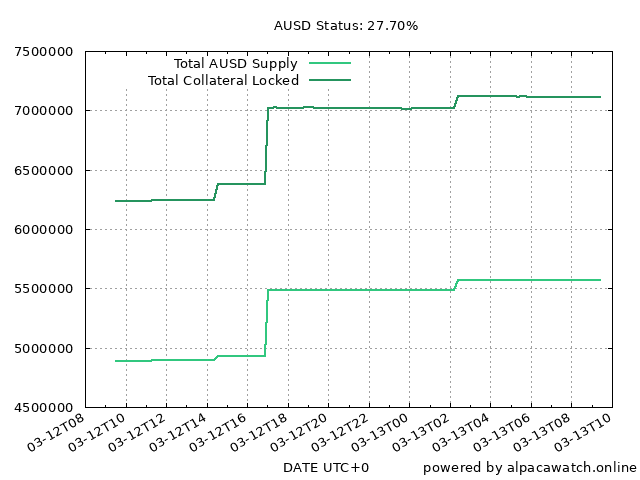 AUSD Status: 27.70%
7500000
Total AUSD Supply
Total Collateral Locked
7000000
6500000
6000000
5500000
5000000
4500000
03-12T08
03-12T10
03-12T12
03-12T14
03-12T16
03-12T18
03-12T20
03-12T22
03-13T00
03-13T02
03-13T04
03-13T06
03-13T08
03-13T10
DATE UTC+0
powered by alpacawatch.online